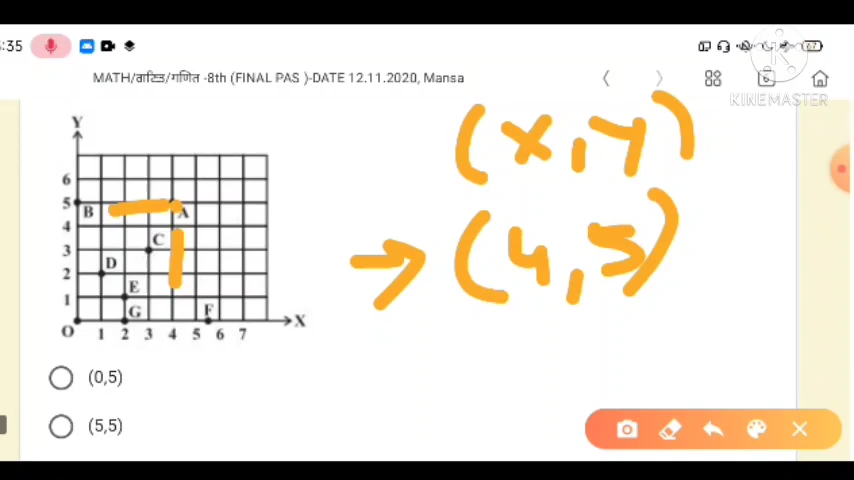 :35
67
MATH/ਗਣਿਤ/गणित -8th (FINAL PAS )-DATE 12.11.2020, Mansa
KINEMASTER
(x,y)
Y
6
5 B A
4
3 C
2 D
1 E
G F
O 1 2 3 4 5 6 7 X
→ (4,5)
(0,5)
(5,5)